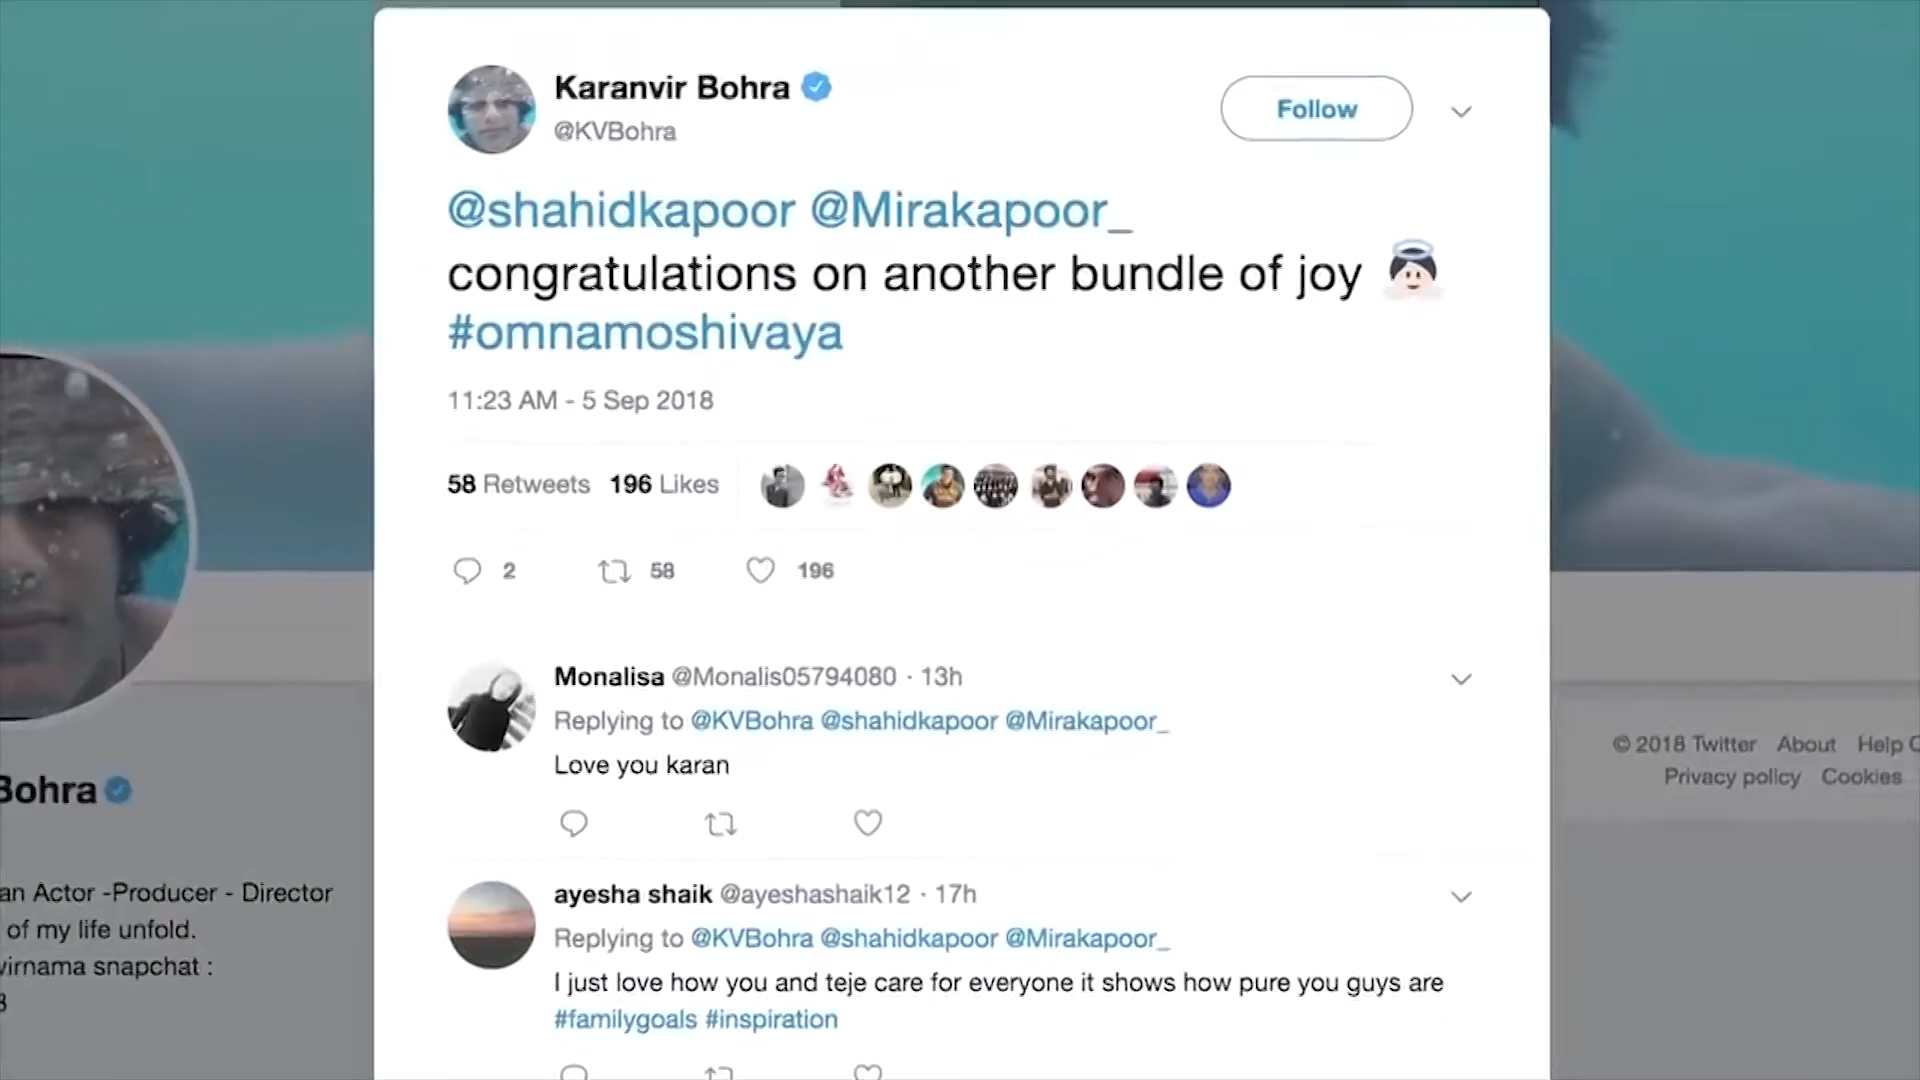 Karanvir Bohra
@KVBohra
Follow
@shahidkapoor @Mirakapoor_
congratulations on another bundle of joy
#omnamoshivaya
11:23 AM - 5 Sep 2018
58 Retweets 196 Likes
2 58 196
Monalisa @Monalis05794080 · 13h
Replying to @KVBohra @shahidkapoor @Mirakapoor_
Love you karan
ayesha shaik @ayeshashaik12 · 17h
Replying to @KVBohra @shahidkapoor @Mirakapoor_
I just love how you and teje care for everyone it shows how pure you guys are
#familygoals #inspiration
Bohra
an Actor -Producer - Director
of my life unfold.
virnama snapchat :
© 2018 Twitter About Help
Privacy policy Cookies